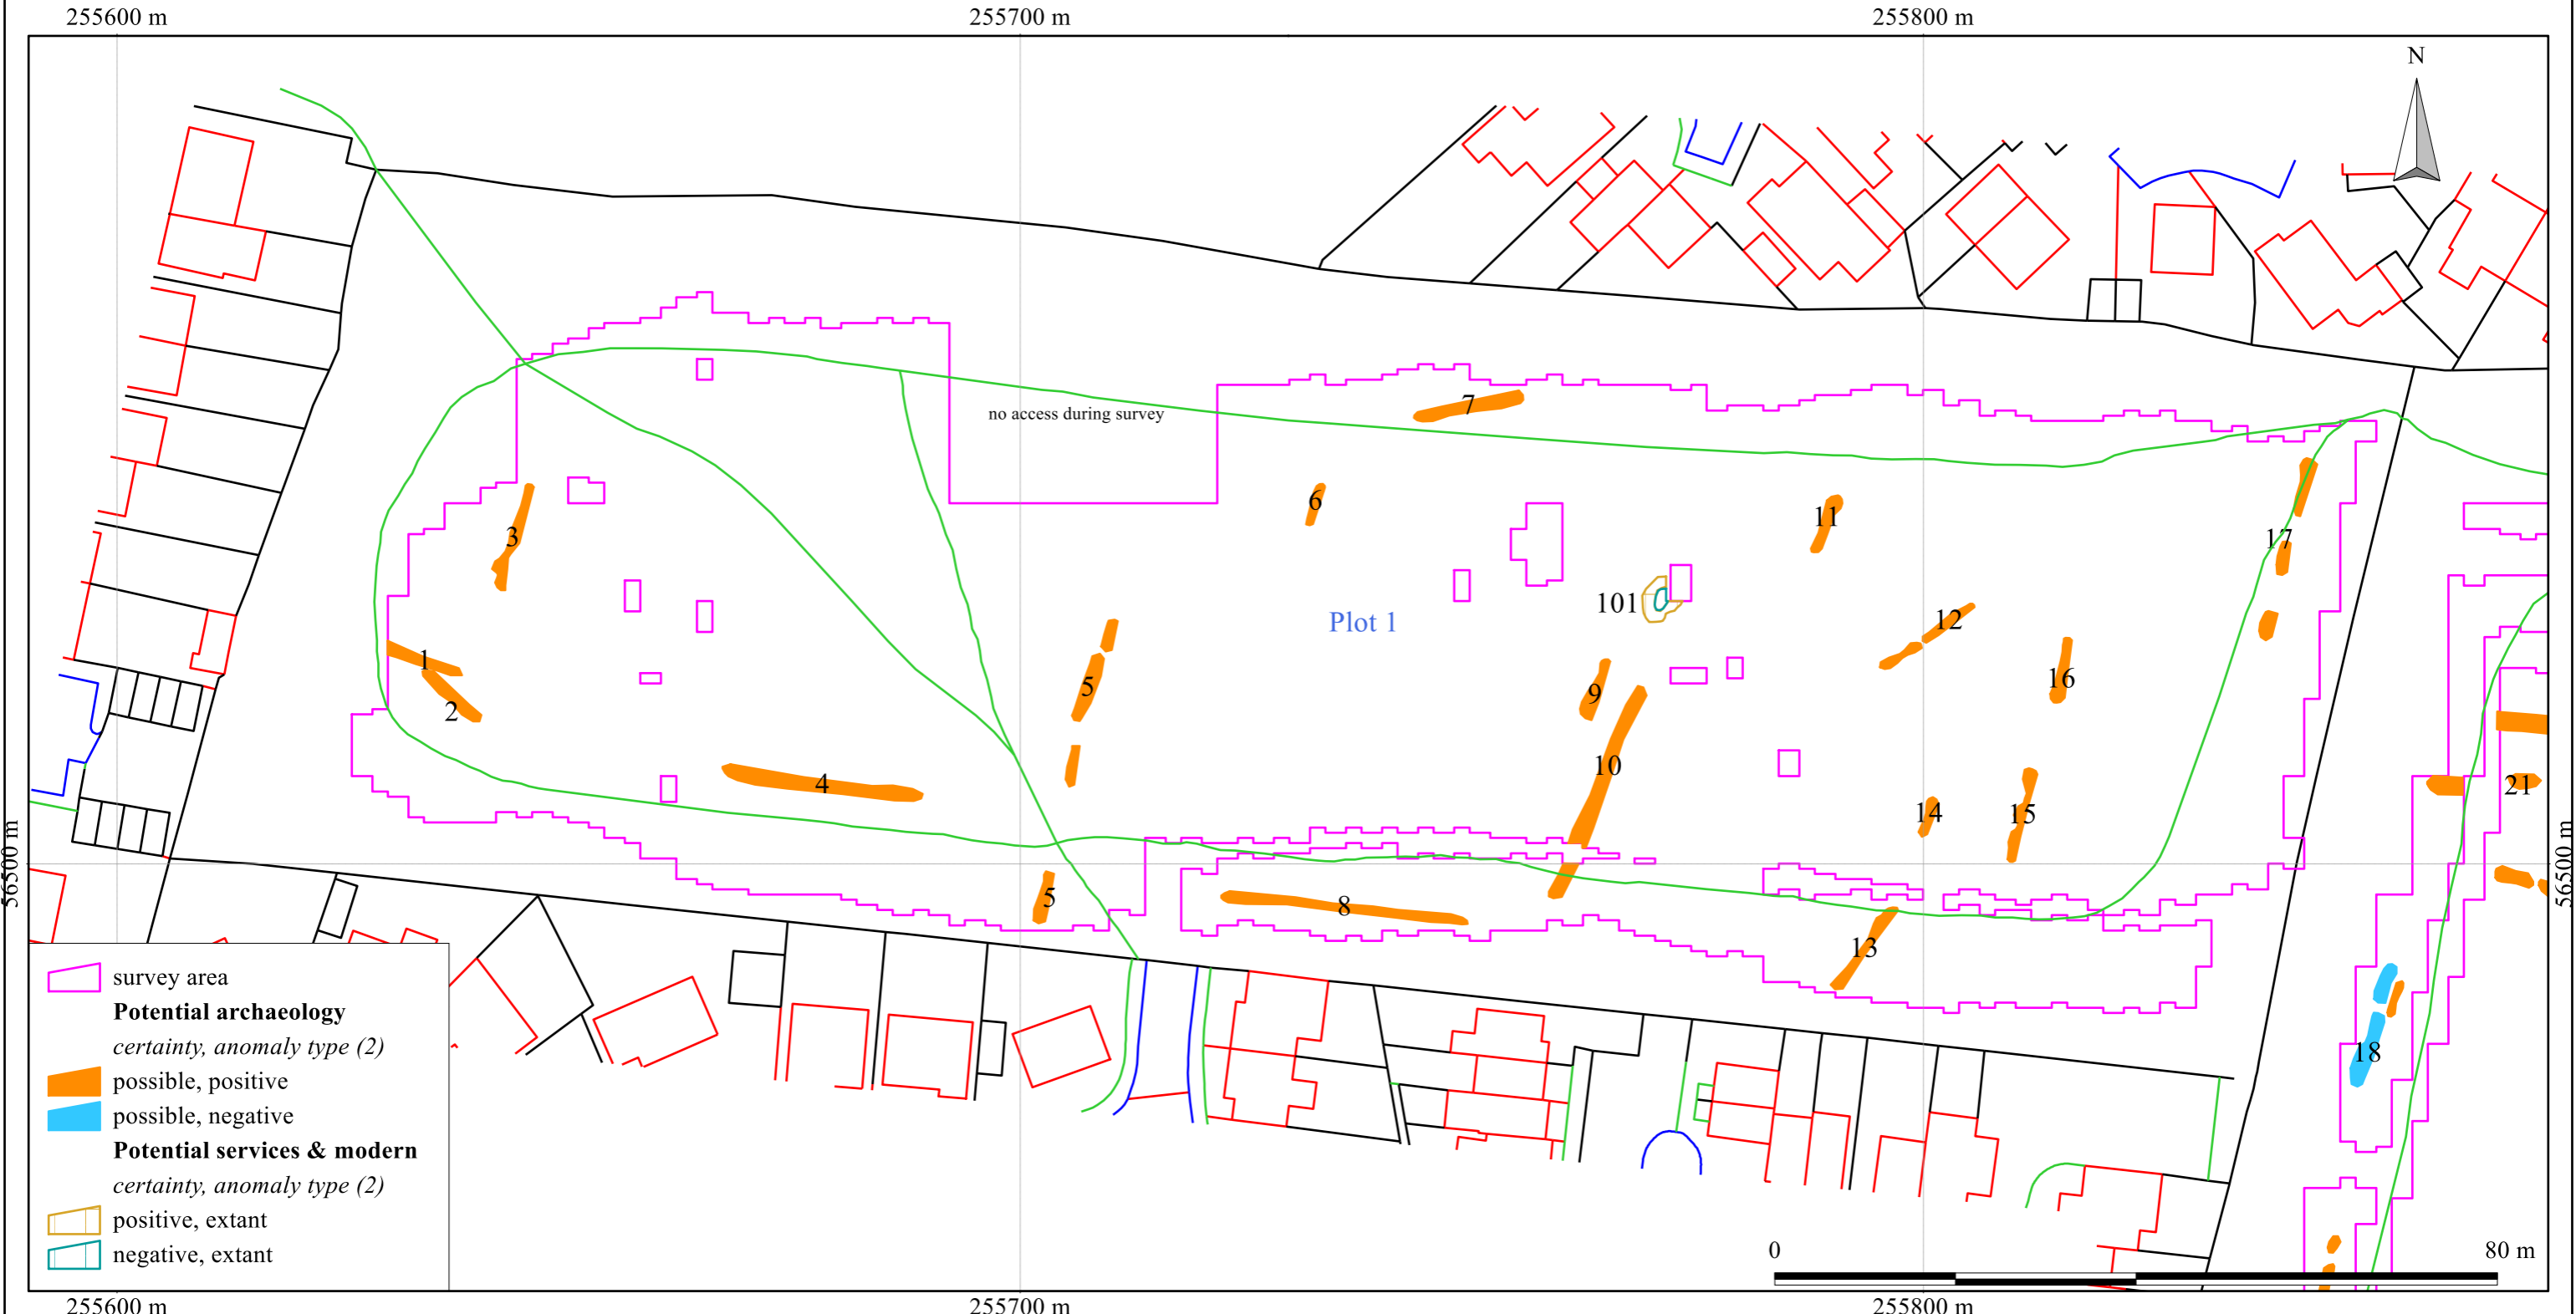 255600 m
255700 m
255800 m
N
no access during survey
7
6
11
3
17
101
12
Plot 1
1
5
9
16
2
10
4
21
14
15
56500 m
56500 m
5
8
13
18
survey area
Potential archaeology
certainty, anomaly type (2)
possible, positive
possible, negative
Potential services & modern
certainty, anomaly type (2)
positive, extant
negative, extant
0
80 m
255600 m
255700 m
255800 m